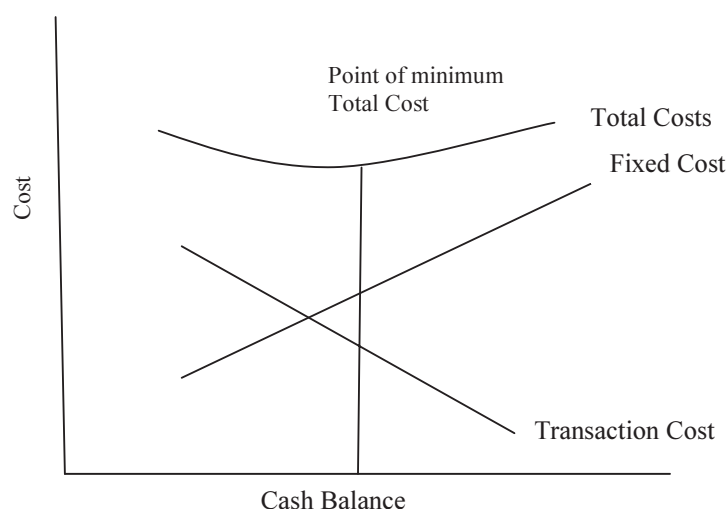 Point of minimum
Total Cost
Total Costs
Fixed Cost
Cost
Transaction Cost
Cash Balance